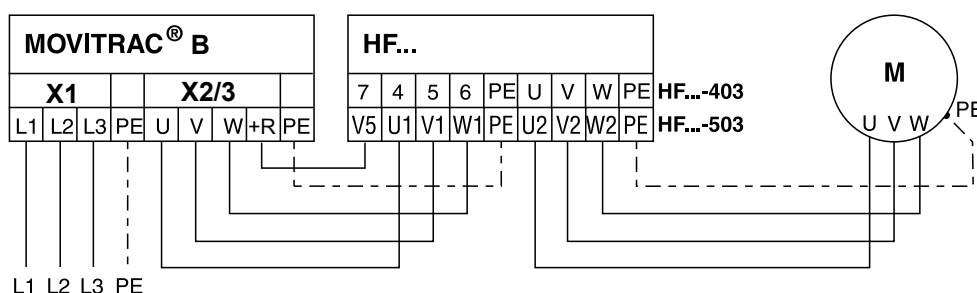 MOVITRAC® B HF...
X1 X2/3 7 4 5 6 PE U V W PE HF...-403 M
L1 L2 L3 PE U V W +R PE V5 U1 V1 W1 PE U2 V2 W2 PE HF...-503 U V W PE
L1 L2 L3 PE